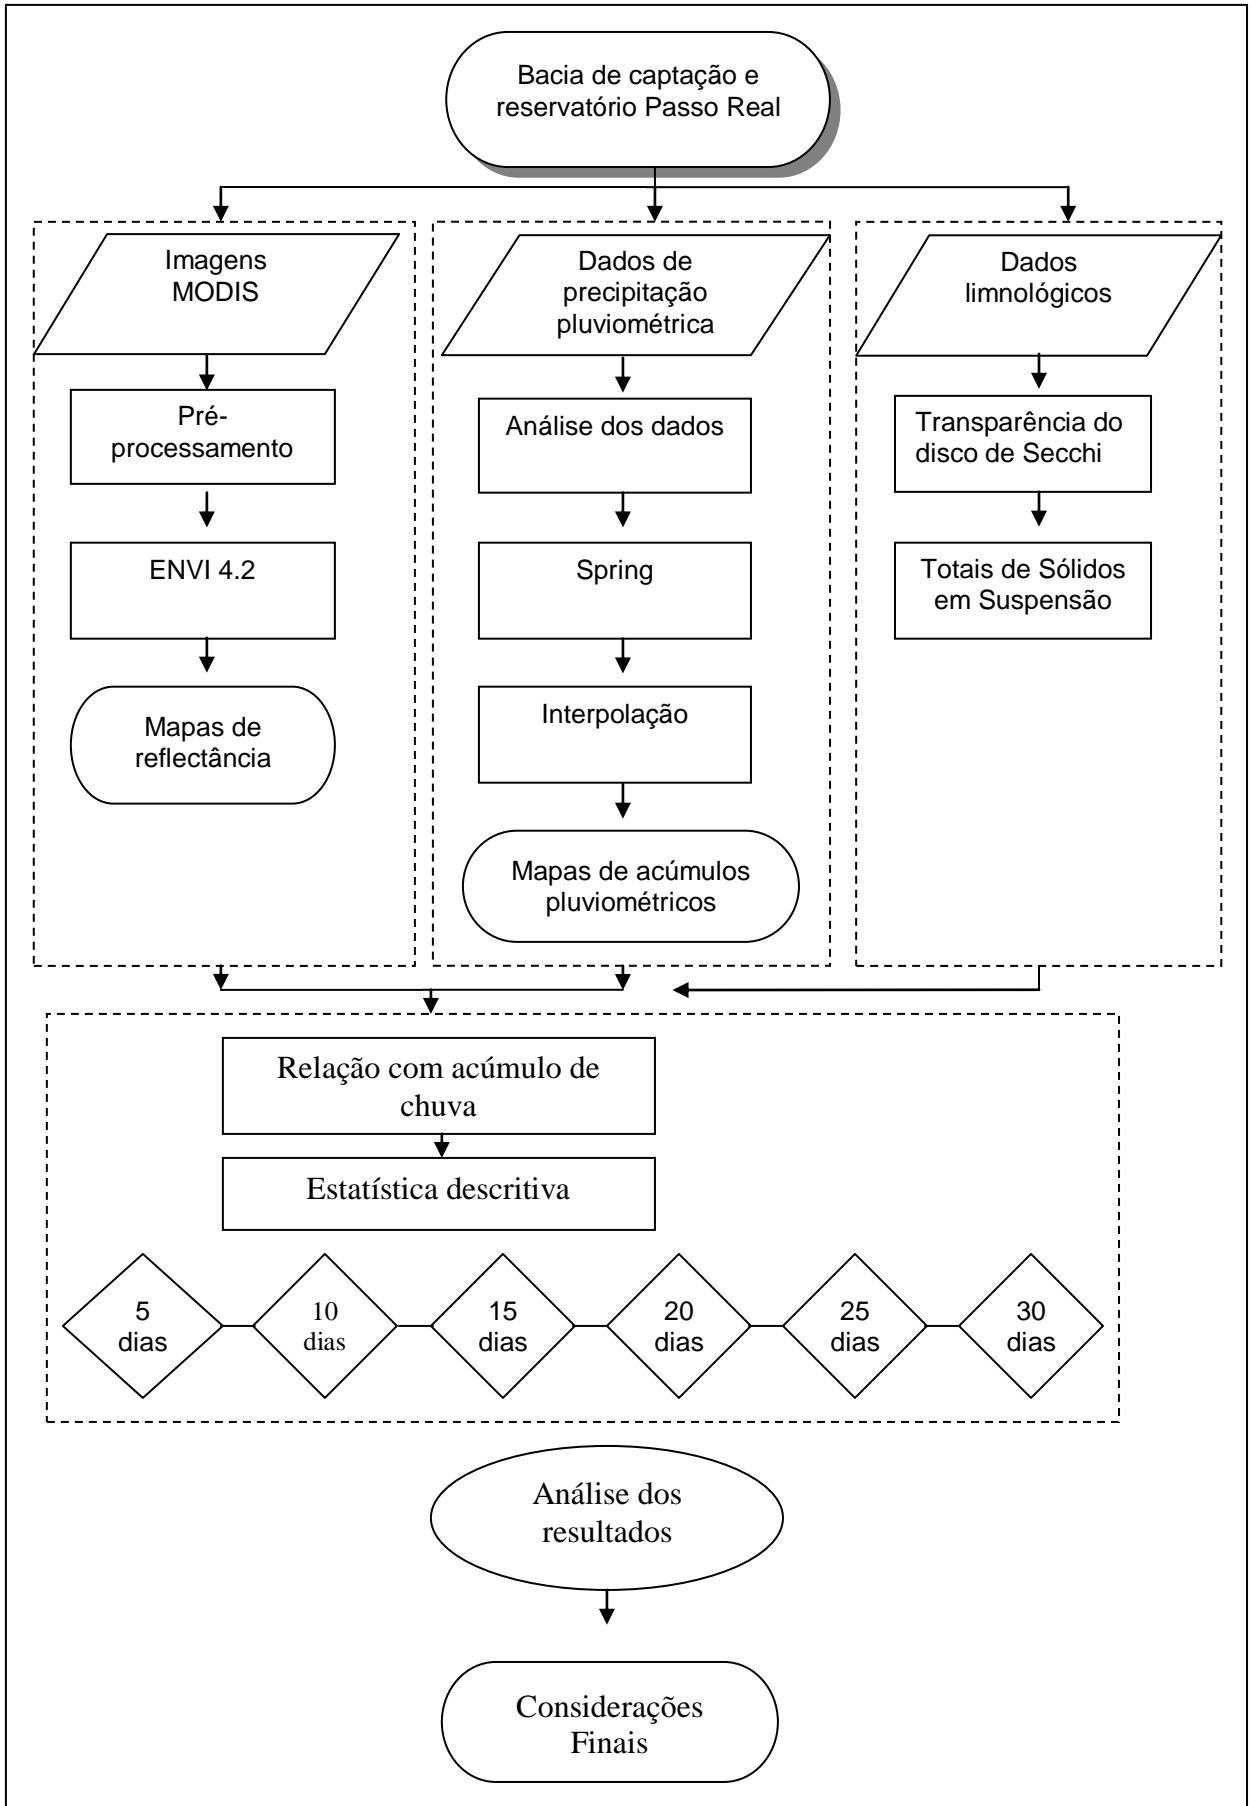 Bacia de captação e
reservatório Passo Real
Imagens
MODIS
Pré-
processamento
ENVI 4.2
Mapas de
reflectância
Dados de
precipitação
pluviométrica
Análise dos dados
Spring
Interpolação
Mapas de acúmulos
pluviométricos
Dados
limnológicos
Transparência do
disco de Secchi
Totais de Sólidos
em Suspensão
Relação com acúmulo de
chuva
Estatística descritiva
5
dias
10
dias
15
dias
20
dias
25
dias
30
dias
Análise dos
resultados
Considerações
Finais